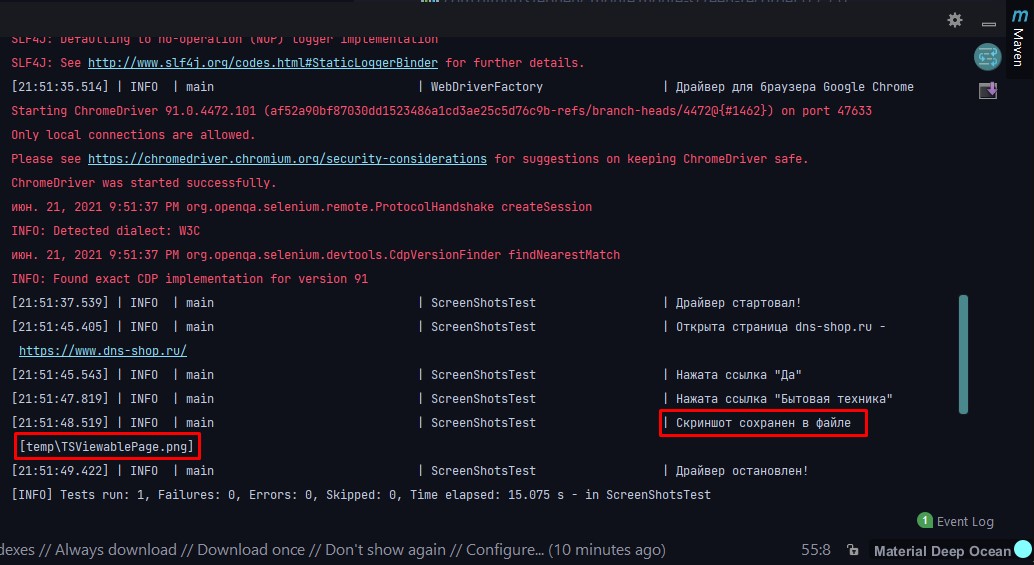 SLF4J: Defaulting to no-operation (NOP) logger implementation
m
Maven
SLF4J: See http://www.slf4j.org/codes.html#StaticLoggerBinder for further details.
[21:51:35.514] | INFO | main | WebDriverFactory | Драйвер для браузера Google Chrome
Starting ChromeDriver 91.0.4472.101 (af52a90bf87030dd1523486a1cd3ae25c5d76c9b-refs/branch-heads/4472@{#1462}) on port 47633
Only local connections are allowed.
Please see https://chromedriver.chromium.org/security-considerations for suggestions on keeping ChromeDriver safe.
ChromeDriver was started successfully.
июн. 21, 2021 9:51:37 PM org.openqa.selenium.remote.ProtocolHandshake createSession
INFO: Detected dialect: W3C
июн. 21, 2021 9:51:37 PM org.openqa.selenium.devtools.CdpVersionFinder findNearestMatch
INFO: Found exact CDP implementation for version 91
[21:51:37.539] | INFO | main | ScreenShotsTest | Драйвер стартовал!
[21:51:45.405] | INFO | main | ScreenShotsTest | Открыта страница dns-shop.ru -
https://www.dns-shop.ru/
[21:51:45.543] | INFO | main | ScreenShotsTest | Нажата ссылка "Да"
[21:51:47.819] | INFO | main | ScreenShotsTest | Нажата ссылка "Бытовая техника"
[21:51:48.519] | INFO | main | ScreenShotsTest | Скриншот сохранен в файле
[temp\TSViewablePage.png]
[21:51:49.422] | INFO | main | ScreenShotsTest | Драйвер остановлен!
[INFO] Tests run: 1, Failures: 0, Errors: 0, Skipped: 0, Time elapsed: 15.075 s - in ScreenShotsTest
1 Event Log
dexes // Always download // Download once // Don't show again // Configure... (10 minutes ago) 55:8 Material Deep Ocean